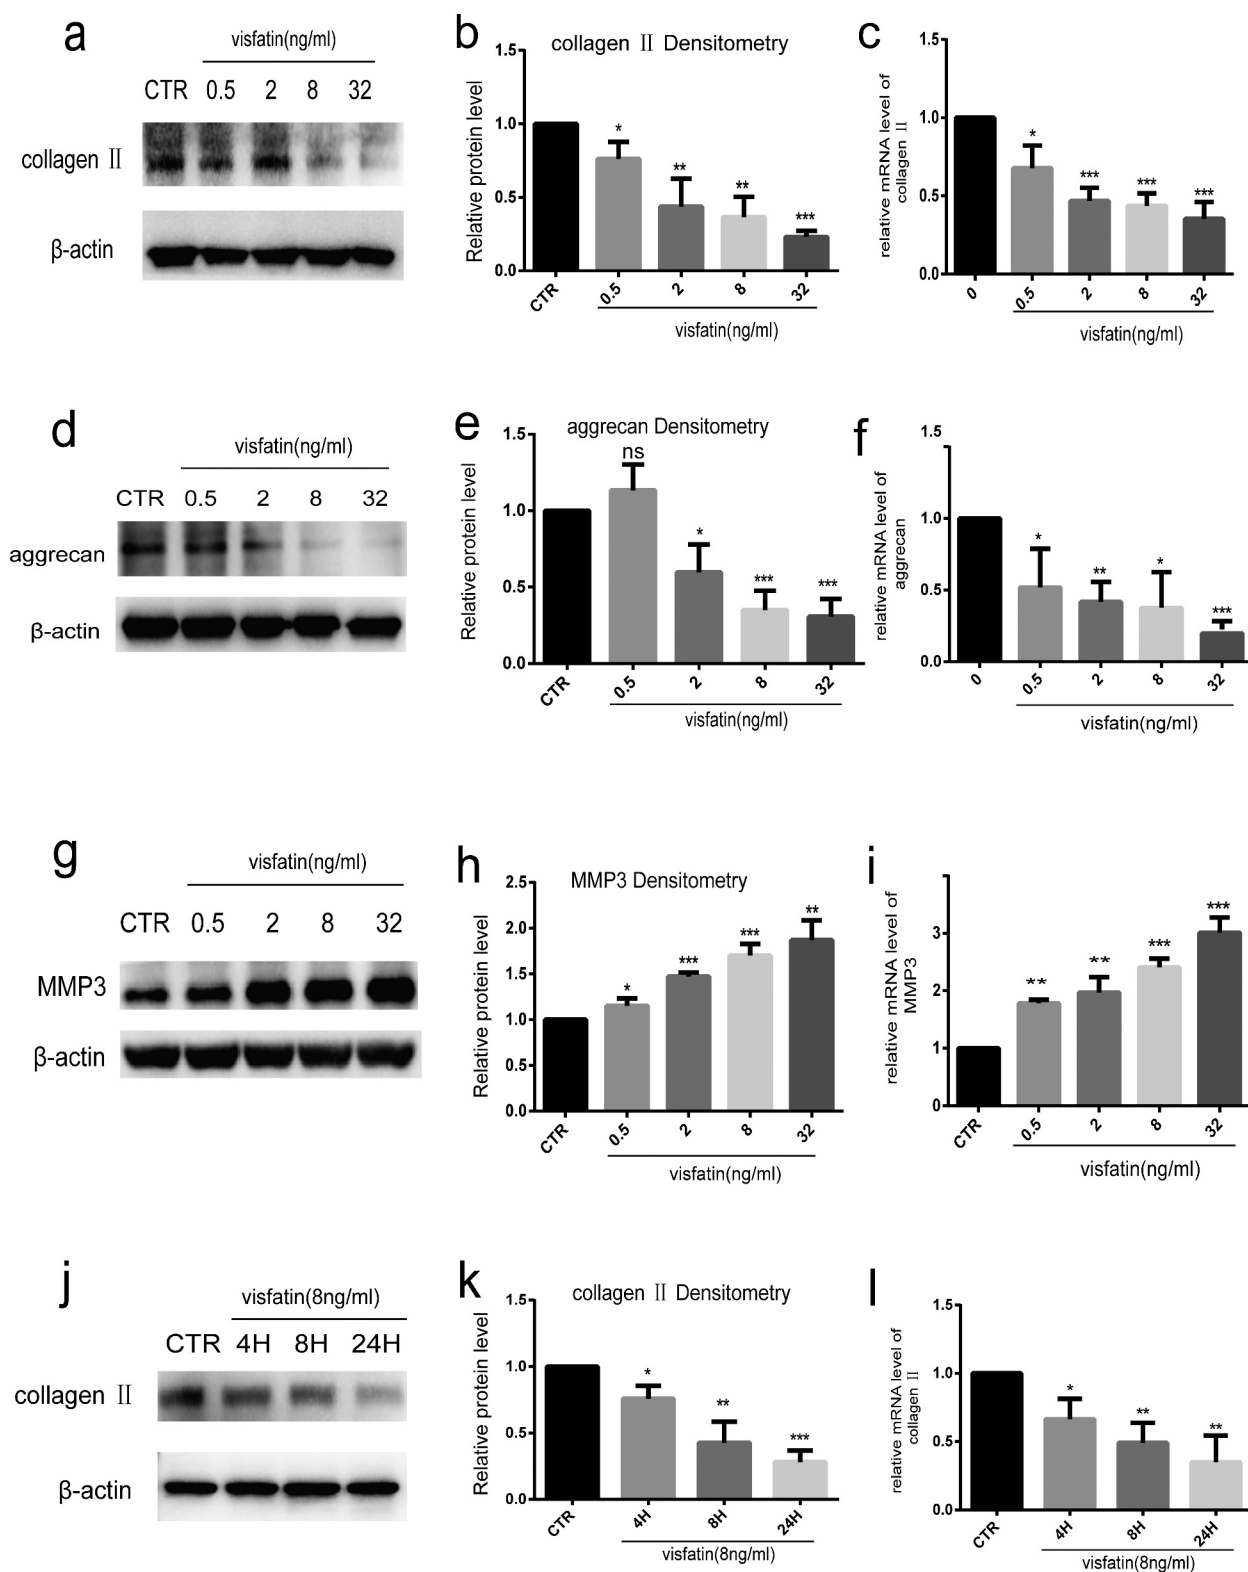 a
visfatin(ng/ml)
CTR 0.5 2 8 32
collagen Ⅱ
β-actin
b
collagen Ⅱ Densitometry
Relative protein level
1.5
1.0
0.5
0.0
* ** ** ***
CTR 0.5 2 8 32
visfatin(ng/ml)
c
relative mRNA level of
collagen Ⅱ
1.5
1.0
0.5
0.0
* *** *** ***
0 0.5 2 8 32
visfatin(ng/ml)
d
visfatin(ng/ml)
CTR 0.5 2 8 32
aggrecan
β-actin
e
aggrecan Densitometry
Relative protein level
1.5
1.0
0.5
0.0
ns * *** ***
CTR 0.5 2 8 32
visfatin(ng/ml)
f
relative mRNA level of
aggrecan
1.5
1.0
0.5
0.0
* ** * ***
0 0.5 2 8 32
visfatin(ng/ml)
g
visfatin(ng/ml)
CTR 0.5 2 8 32
MMP3
β-actin
h
MMP3 Densitometry
Relative protein level
2.5
2.0
1.5
1.0
0.5
0.0
* *** *** **
CTR 0.5 2 8 32
visfatin(ng/ml)
i
relative mRNA level of
MMP3
3
2
1
0
** ** *** ***
CTR 0.5 2 8 32
visfatin(ng/ml)
j
visfatin(8ng/ml)
CTR 4H 8H 24H
collagen Ⅱ
β-actin
k
collagen Ⅱ Densitometry
Relative protein level
1.5
1.0
0.5
0.0
* ** ***
CTR 4H 8H 24H
visfatin(8ng/ml)
l
relative mRNA level of
collagen Ⅱ
1.5
1.0
0.5
0.0
* ** **
CTR 4H 8H 24H
visfatin(8ng/ml)